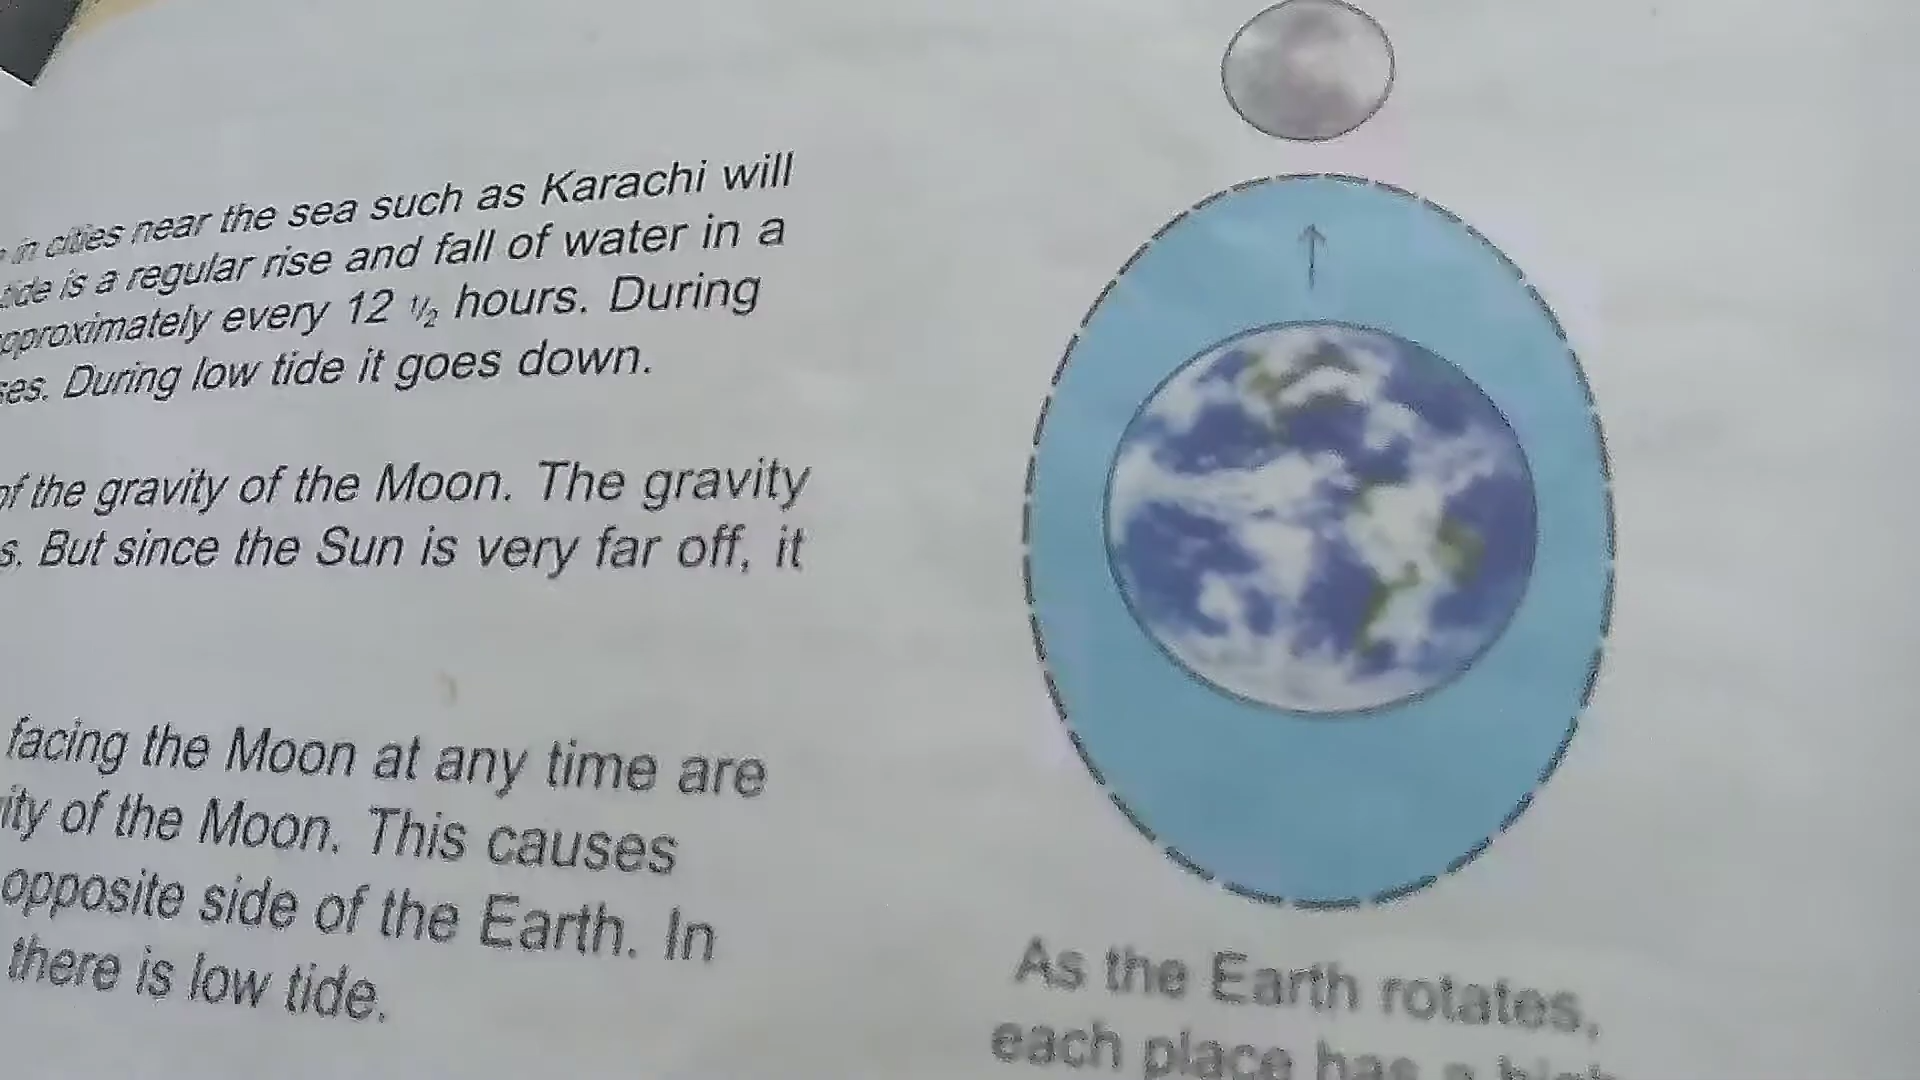 in cities near the sea such as Karachi will
tide is a regular rise and fall of water in a
approximately every 12 ½ hours. During
During low tide it goes down.
of the gravity of the Moon. The gravity
s. But since the Sun is very far off, it
facing the Moon at any time are
ity of the Moon. This causes
opposite side of the Earth. In
there is low tide.
As the Earth rotates,
each place has a high